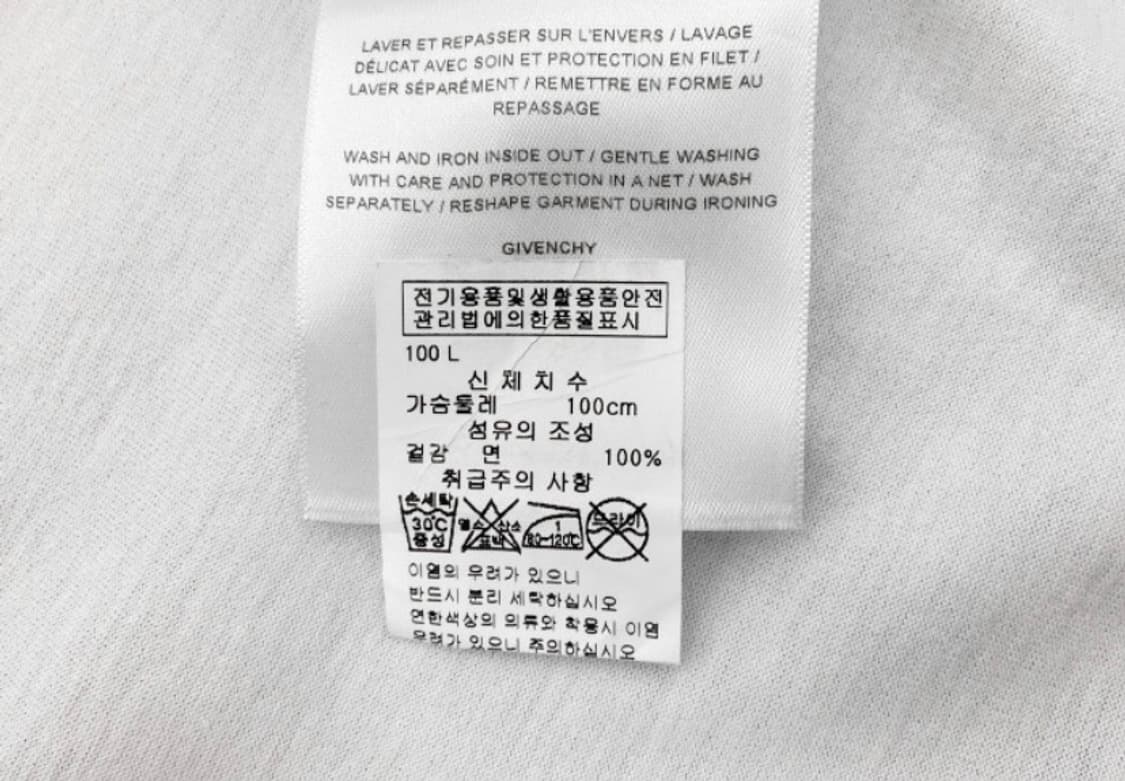 LAVER ET REPASSER SUR L'ENVERS / LAVAGE
DÉLICAT AVEC SOIN ET PROTECTION EN FILET /
LAVER SÉPARÉMENT / REMETTRE EN FORME AU
REPASSAGE
WASH AND IRON INSIDE OUT / GENTLE WASHING
WITH CARE AND PROTECTION IN A NET / WASH
SEPARATELY / RESHAPE GARMENT DURING IRONING
GIVENCHY
전기용품및생활용품안전
관리법에의한품질표시
100 L
신 체 치 수
가슴둘레 100cm
섬유의 조성
겉감 면 100%
취급주의 사항
손세탁 30℃ 중성
염소 산소 표백
1 80~120℃
드라이
이염의 우려가 있으니
반드시 분리 세탁하십시오
연한색상의 의류와 착용시 이염
우려가 있으니 주의하십시오